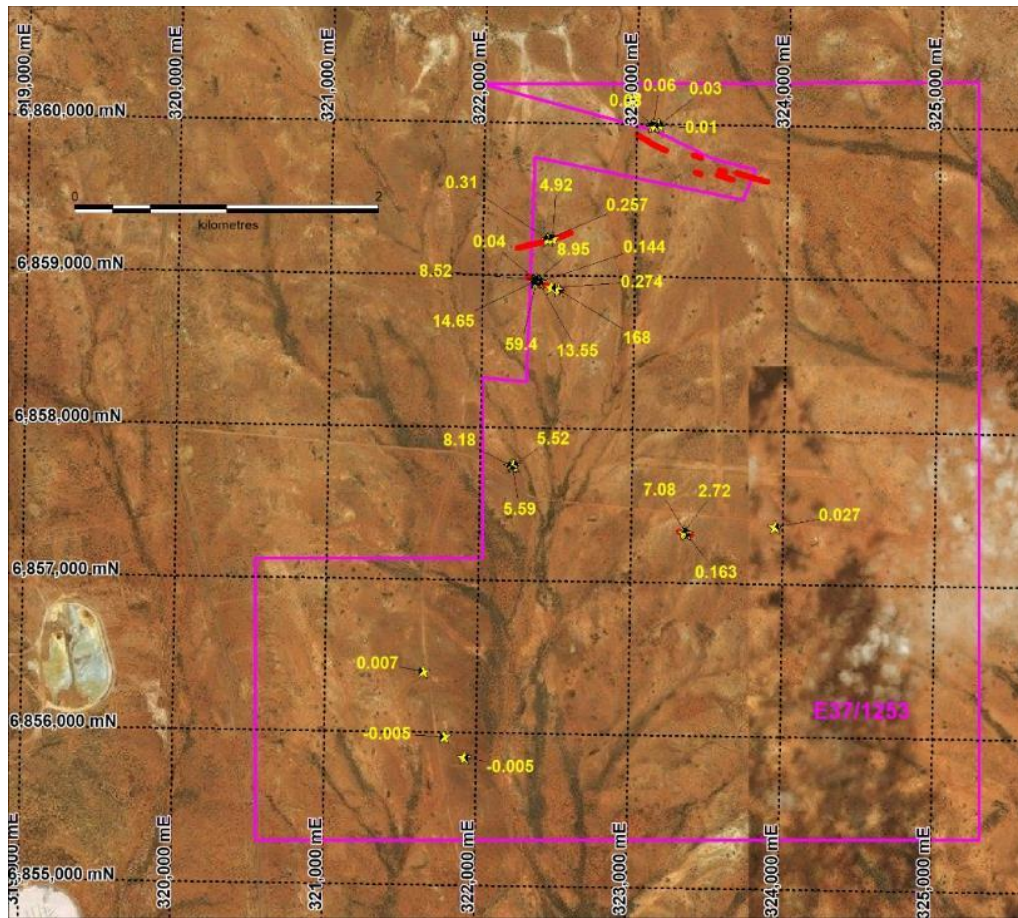 319,000 mE
320,000 mE
321,000 mE
322,000 mE
324,000 mE
325,000 mE
0.06
0.03
6,860,000 mN
0.01
0.31
4.92
0.257
0
2
kilometres
0.04
8.95
0.144
6,859,000 mN
8.52
0.274
14.65
59.4
13.55
168
6,858,000 mN
8.18
5.52
5.59
7.08
2.72
0.027
6,857,000 mN
0.163
0.007
6,856,000 mN
E37/1253
-0.005
-0.005
320,000 mE
321,000 mE
322,000 mE
323,000 mE
324,000 mE
325,000 mE
6,855,000 mN